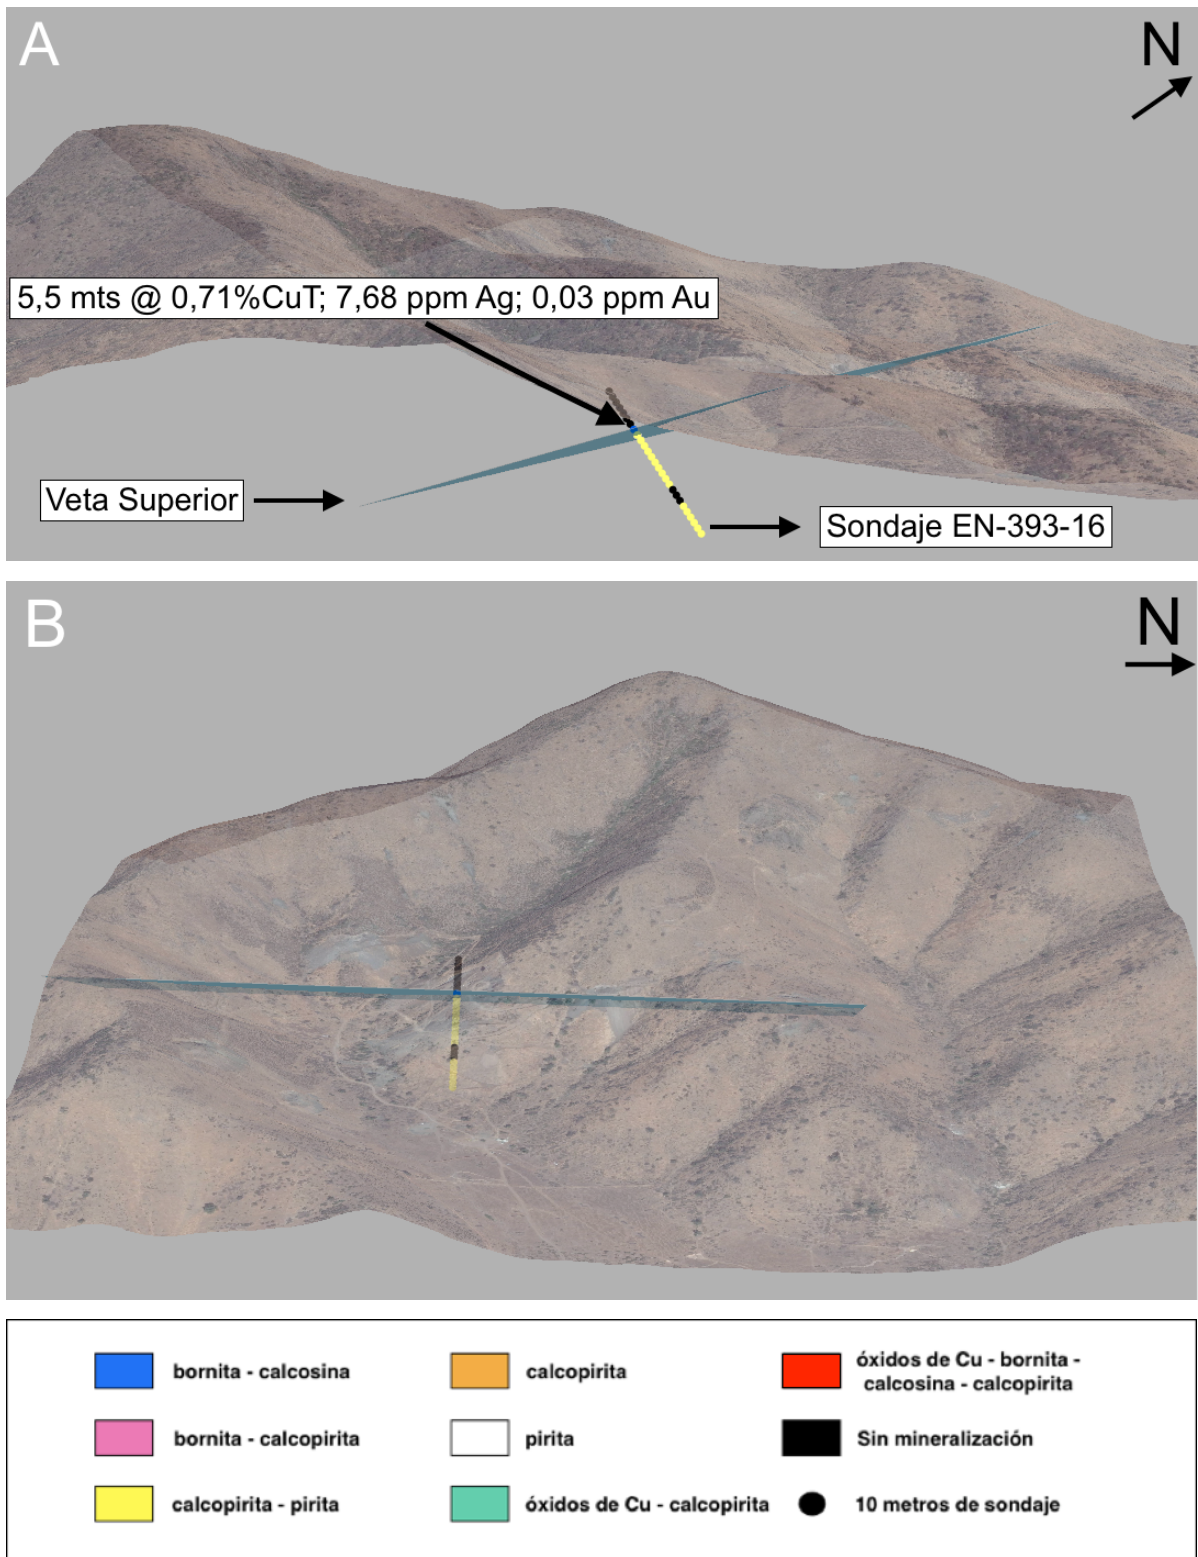 A
N
5,5 mts @ 0,71%CuT; 7,68 ppm Ag; 0,03 ppm Au
Veta Superior
Sondaje EN-393-16
B
N
bornita - calcosina
calcopirita
óxidos de Cu - bornita -
calcosina - calcopirita
bornita - calcopirita
pirita
Sin mineralización
calcopirita - pirita
óxidos de Cu - calcopirita
10 metros de sondaje